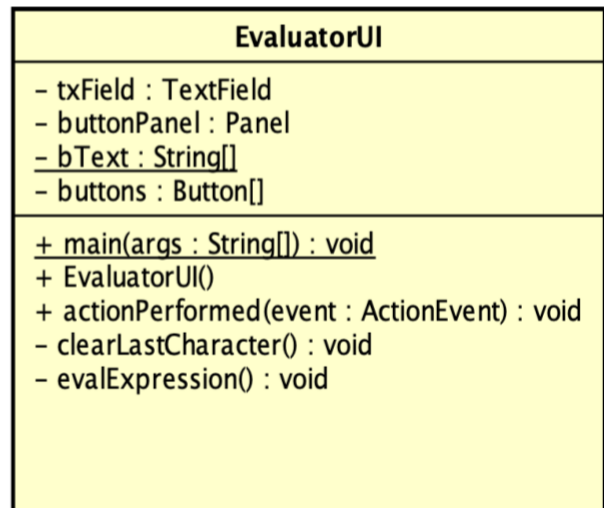 EvaluatorUI
– txField : TextField
– buttonPanel : Panel
– bText : String[]
– buttons : Button[]
+ main(args : String[]) : void
+ EvaluatorUI()
+ actionPerformed(event : ActionEvent) : void
– clearLastCharacter() : void
– evalExpression() : void